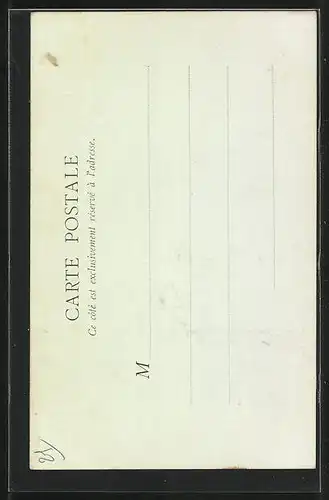 CARTE POSTALE
Ce côté est exclusivement réservé à l'adresse.
M